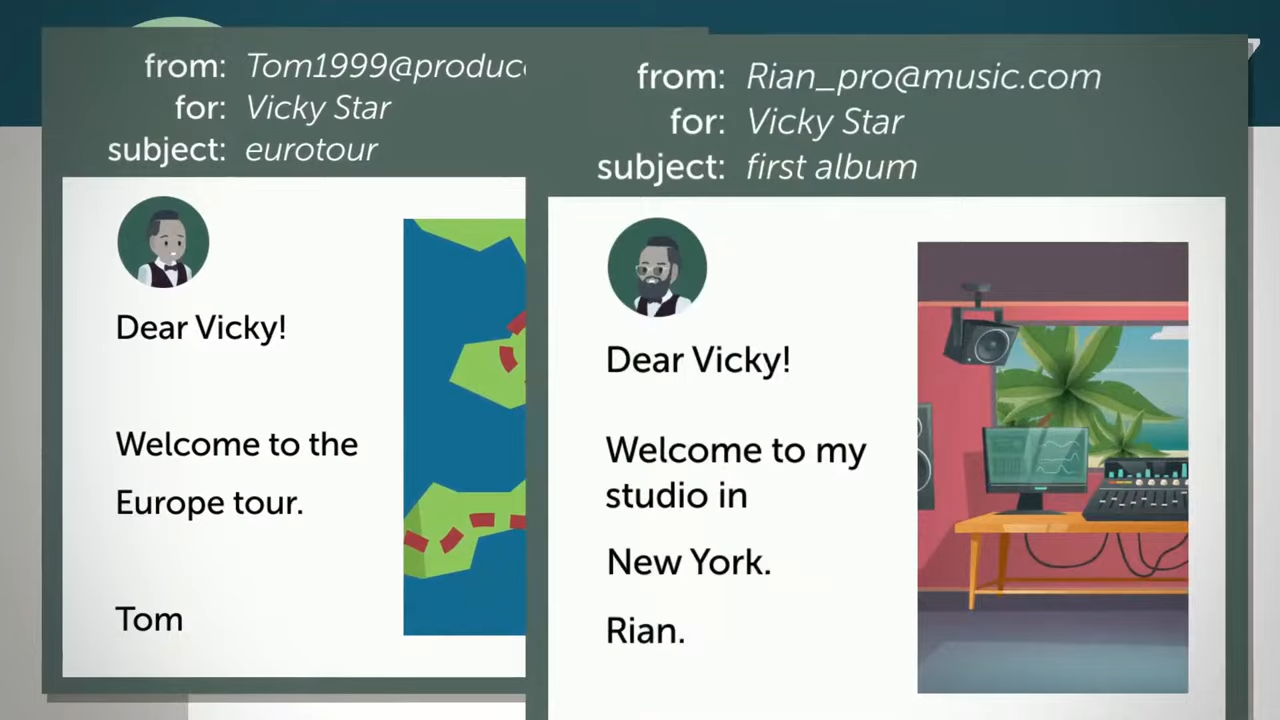 from: Tom1999@produc
for: Vicky Star
subject: eurotour
Dear Vicky!
Welcome to the
Europe tour.
Tom
from: Rian_pro@music.com
for: Vicky Star
subject: first album
Dear Vicky!
Welcome to my
studio in
New York.
Rian.